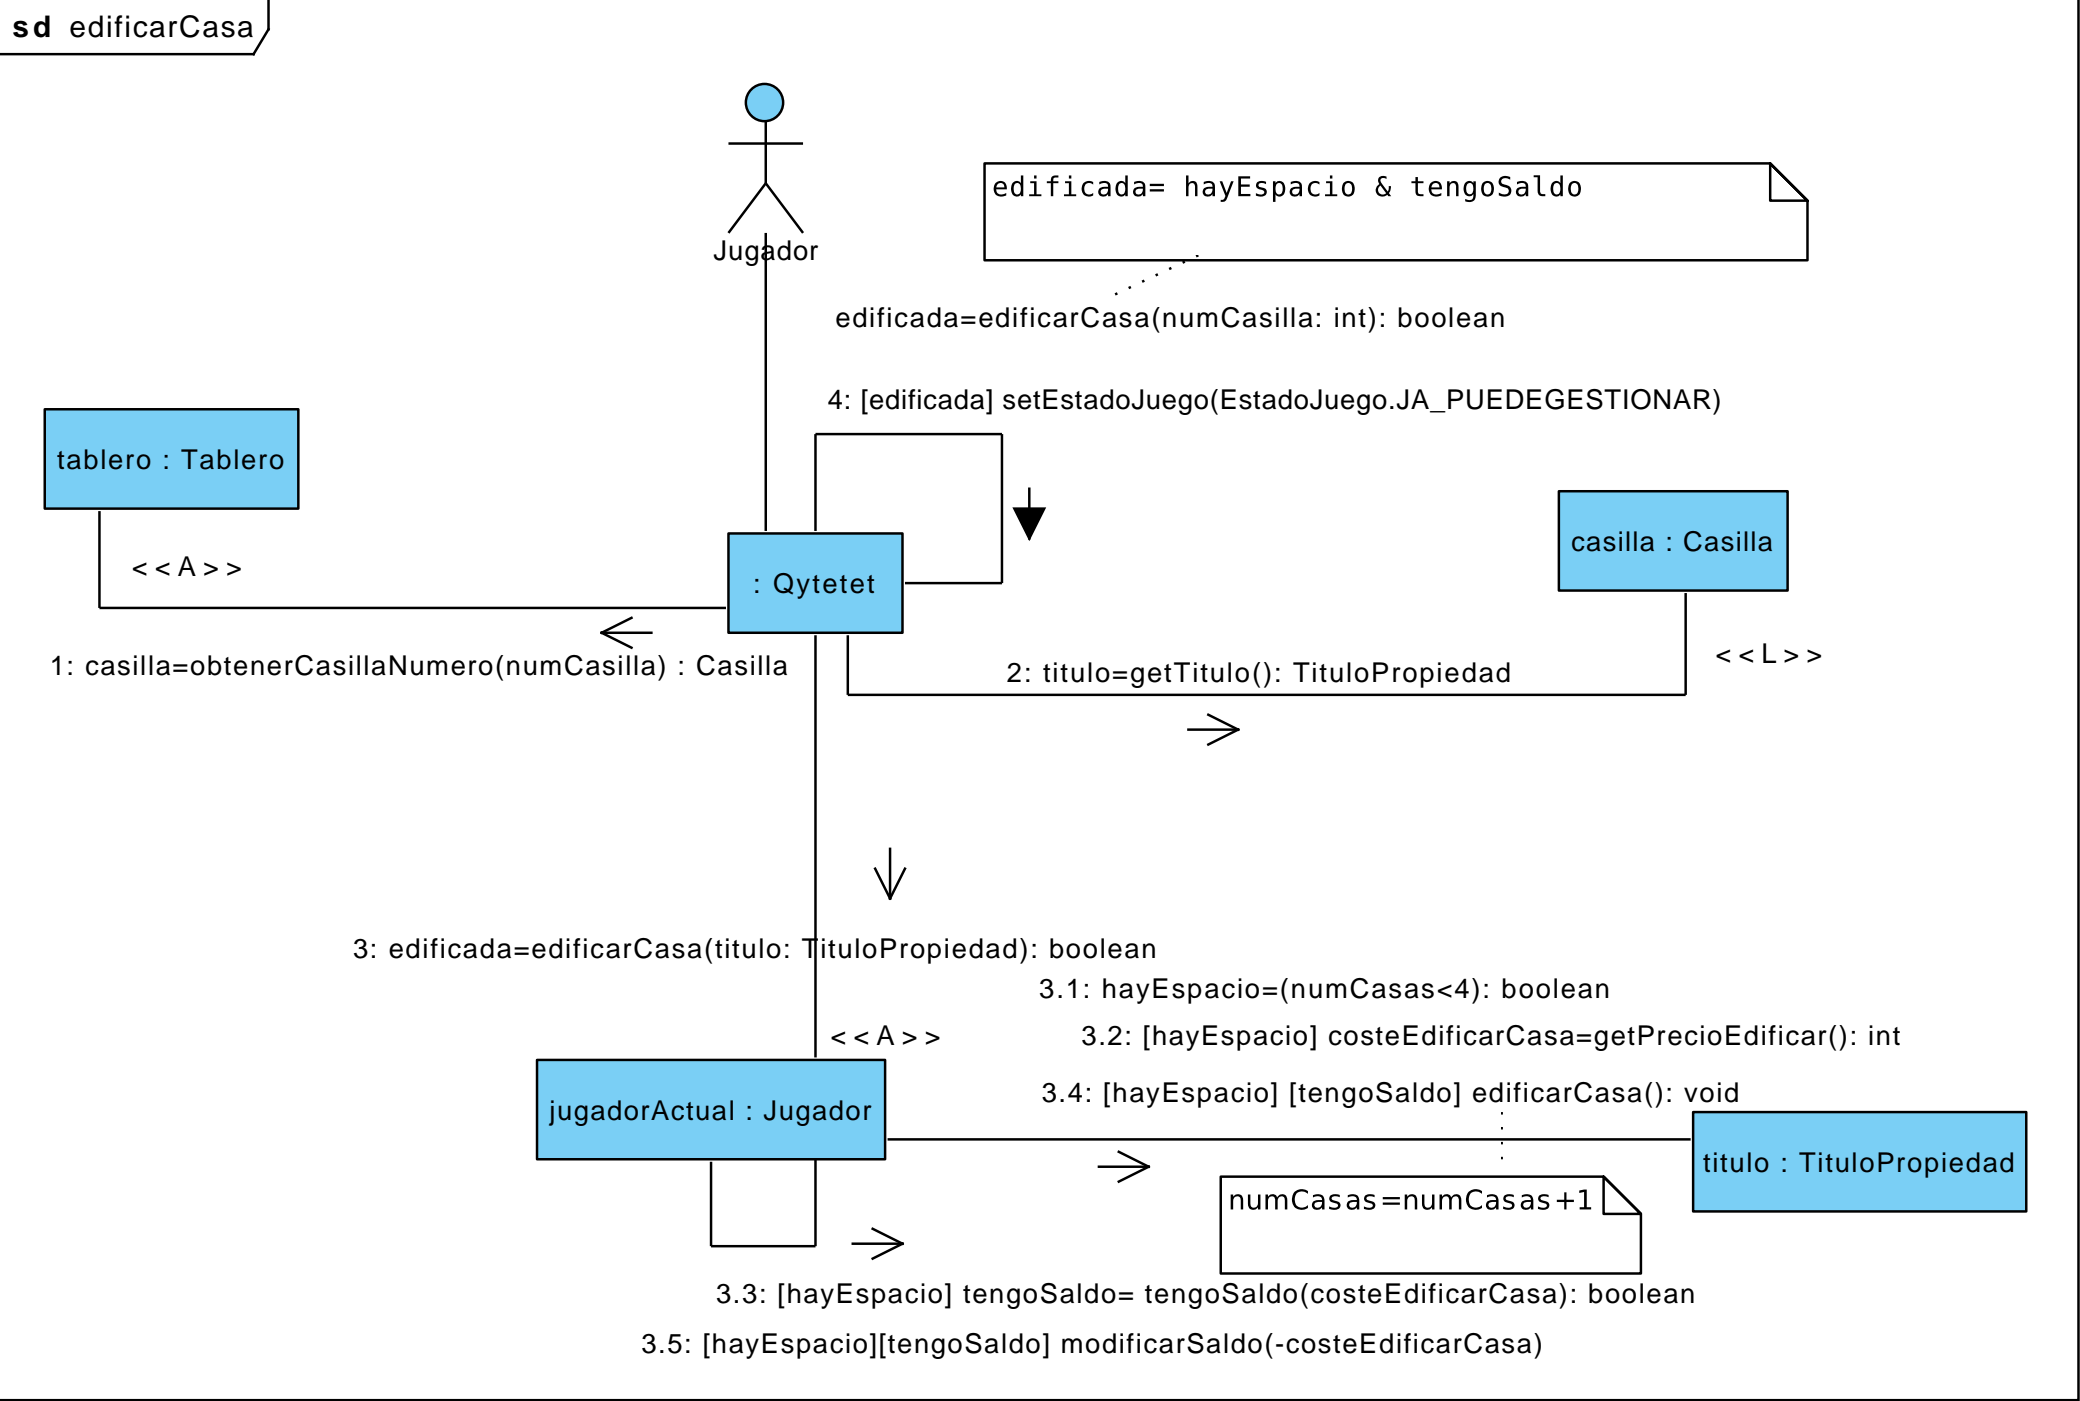 sd edificarCasa
Jugador
edificada= hayEspacio & tengoSaldo
edificada=edificarCasa(numCasilla: int): boolean
4: [edificada] setEstadoJuego(EstadoJuego.JA_PUEDEGESTIONAR)
tablero : Tablero
<<A>>
: Qytetet
casilla : Casilla
<<L>>
1: casilla=obtenerCasillaNumero(numCasilla) : Casilla
2: titulo=getTitulo(): TituloPropiedad
3: edificada=edificarCasa(titulo: TituloPropiedad): boolean
3.1: hayEspacio=(numCasas<4): boolean
<<A>>
3.2: [hayEspacio] costeEdificarCasa=getPrecioEdificar(): int
3.4: [hayEspacio] [tengoSaldo] edificarCasa(): void
jugadorActual : Jugador
titulo : TituloPropiedad
numCasas=numCasas+1
3.3: [hayEspacio] tengoSaldo= tengoSaldo(costeEdificarCasa): boolean
3.5: [hayEspacio][tengoSaldo] modificarSaldo(-costeEdificarCasa)